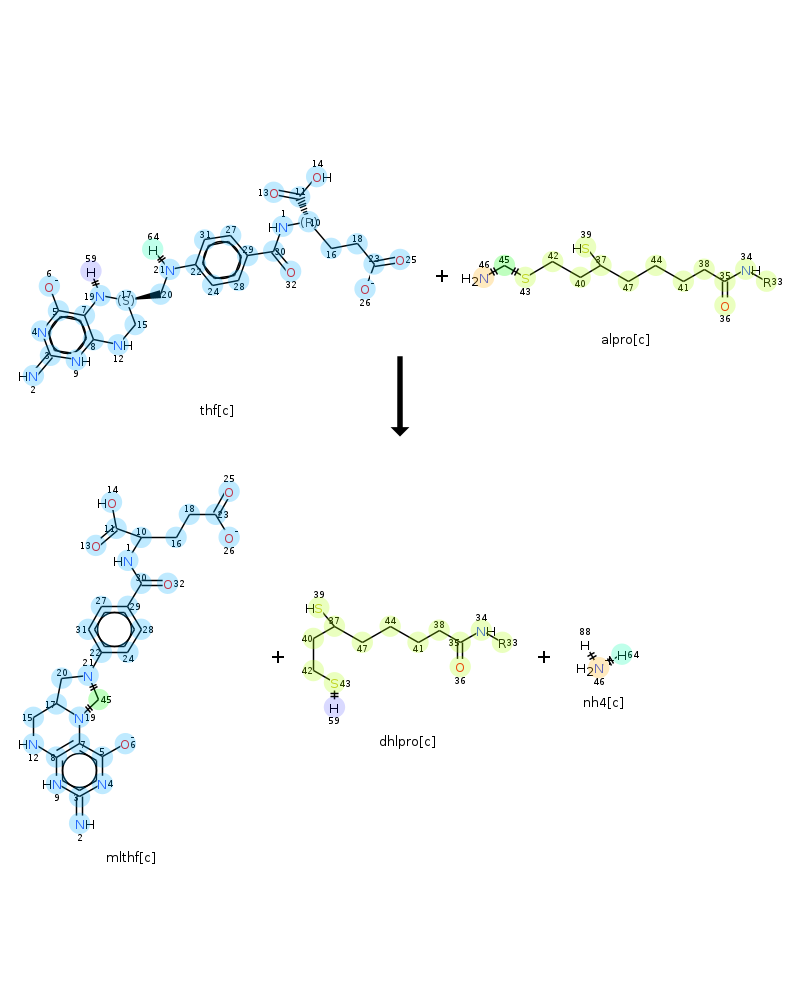 14
13 O 11 OH
1 HN (R)10
18
16
23 O 25
O-
26
64
H
31 27
29 30
21 N 22
24 28
O
32
59
H
6
O-
19 N 17 (S) 20
5 7
4 N 15
8
3 NH 12
NH
9
HN
2
thf[c]
+
46 45
H2N S
43
42
39
HS
37
40
47
44
41
38
35
34
NH
R33
O
36
alpro[c]
14
HO
11
13 O
10
16
18
23
25
O
O-
26
1
HN
30 O 32
27 29
31 28
22 24
21
20 N
45
17
15 N 19
HN
12
7
8 5 O-
6
HN N4
9 3
NH
2
mlthf[c]
+
39
HS
37
40
42
47
44
41
38
35
34
NH
R33
O
36
S 43
H
59
dhlpro[c]
+
88
H
H64
H2N
46
nh4[c]